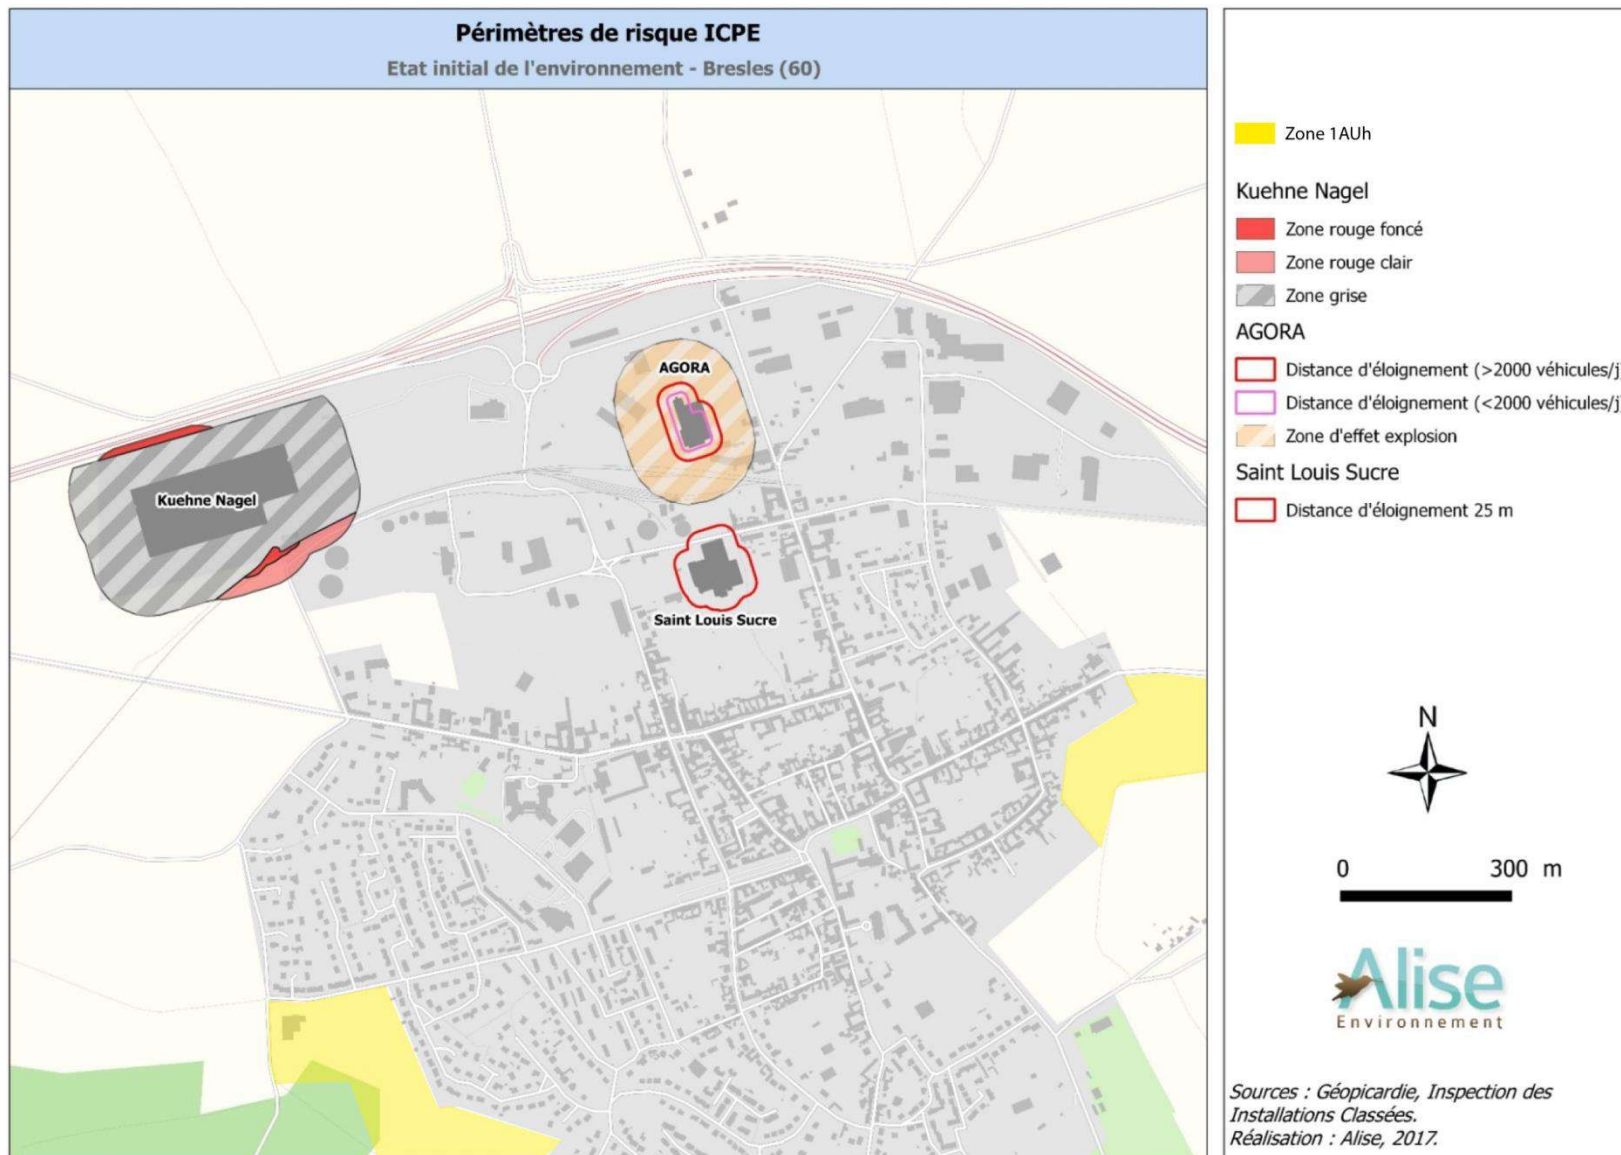 Périmètres de risque ICPE
Etat initial de l'environnement - Bresles (60)
AGORA
Kuehne Nagel
Saint Louis Sucre
Zone 1AUh
Kuehne Nagel
Zone rouge foncé
Zone rouge clair
Zone grise
AGORA
Distance d'éloignement (>2000 véhicules/j
Distance d'éloignement (<2000 véhicules/j
Zone d'effet explosion
Saint Louis Sucre
Distance d'éloignement 25 m
N
0 300 m
Alise
Environnement
Sources : Géopicardie, Inspection des
Installations Classées.
Réalisation : Alise, 2017.